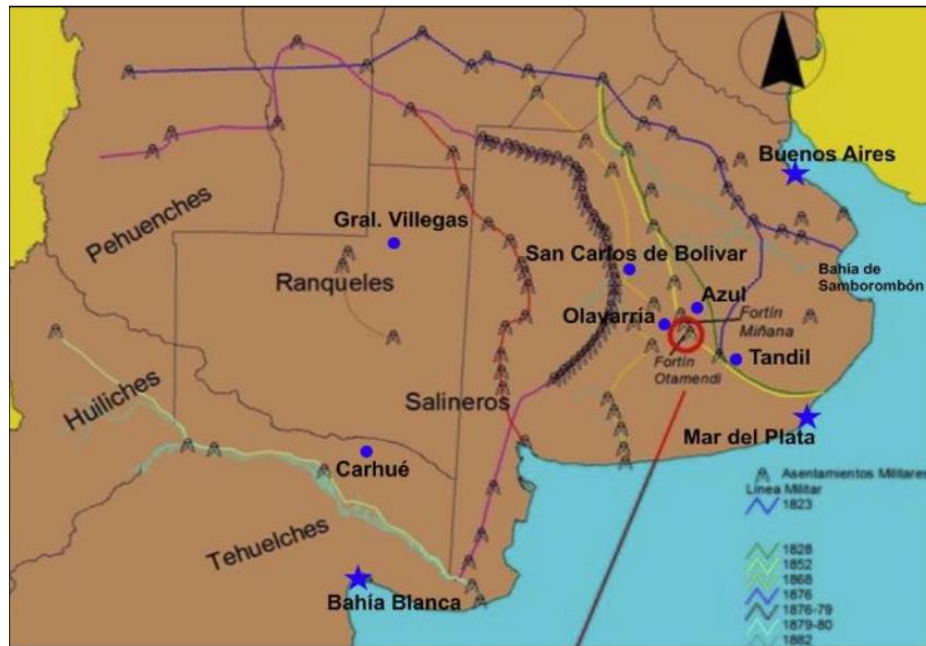 Buenos Aires
Pehuenches
Gral. Villegas
San Carlos de Bolivar
Ranqueles
Bahía de
Samborombón
Azul
Olavarría
Fortín
Miñana
Fortín
Otamendi
Tandil
Huiliches
Salineros
Mar del Plata
Carhué
Asentamientos Militares
Línea Militar
1823
Tehuelches
1828
1852
1868
1876
1876-79
1879-80
1882
Bahía Blanca